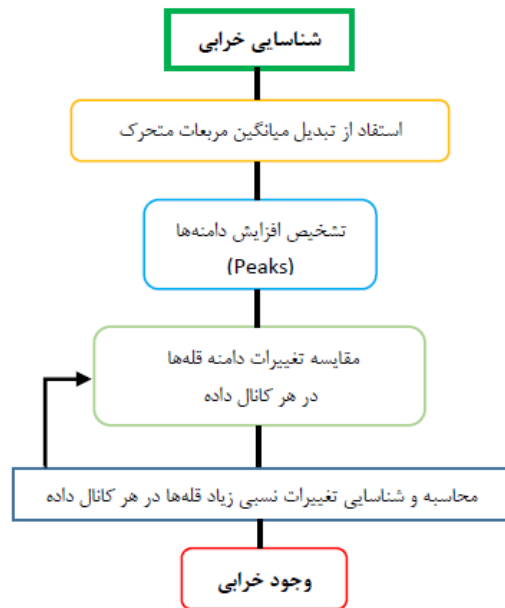 شناسایی خرابی
استفاد از تبدیل میانگین مربعات متحرک
تشخیص افزایش دامنه‌ها
(Peaks)
مقایسه تغییرات دامنه قله‌ها
در هر کانال داده
محاسبه و شناسایی تغییرات نسبی زیاد قله‌ها در هر کانال داده
وجود خرابی